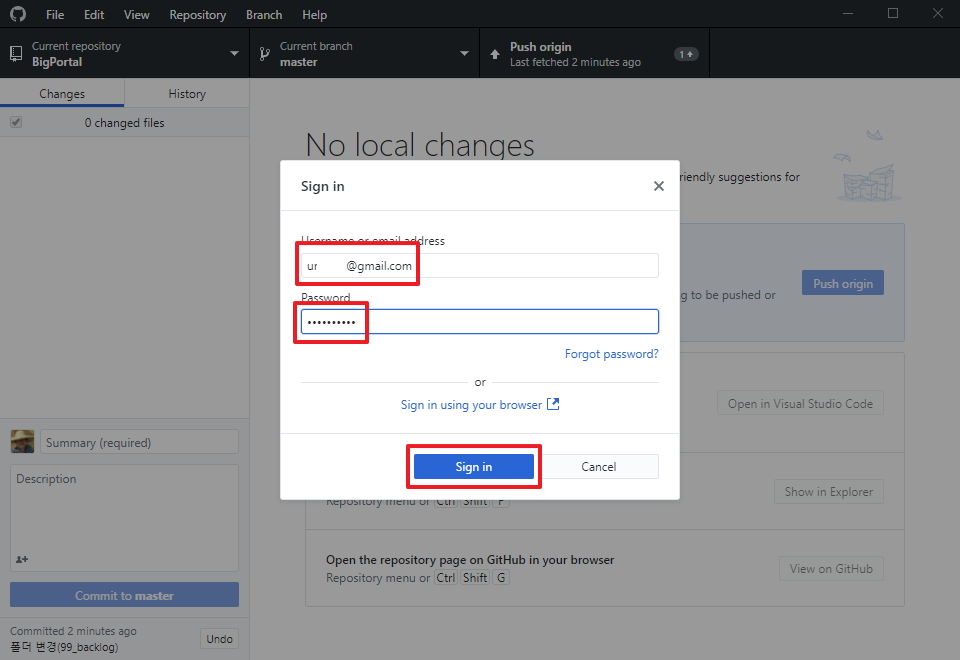 File Edit View Repository Branch Help
Current repository
BigPortal
Current branch
master
Push origin
Last fetched 2 minutes ago
1
Changes History
0 changed files
No local changes
riendly suggestions for
Sign in
Username or email address
ur @gmail.com
Password
••••••••••
Forgot password?
or
Sign in using your browser
Sign in Cancel
g to be pushed or
Push origin
Open in Visual Studio Code
Repository menu or Ctrl Shift F
Show in Explorer
Open the repository page on GitHub in your browser
Repository menu or Ctrl Shift G
View on GitHub
Summary (required)
Description
Commit to master
Committed 2 minutes ago
폴더 변경(99_backlog)
Undo